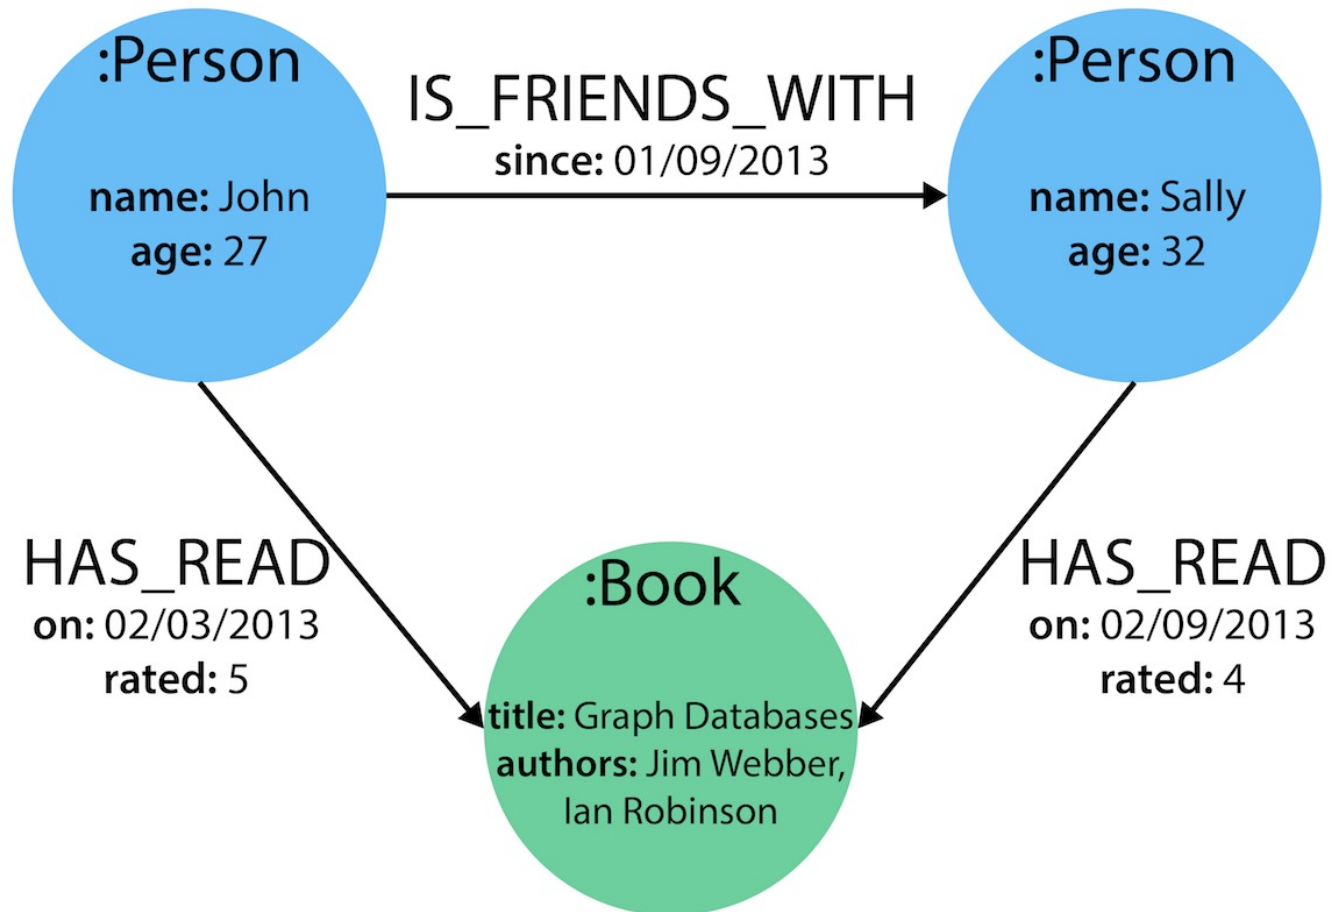 :Person
name: John
age: 27
IS_FRIENDS_WITH
since: 01/09/2013
:Person
name: Sally
age: 32
HAS_READ
on: 02/03/2013
rated: 5
:Book
title: Graph Databases
authors: Jim Webber,
Ian Robinson
HAS_READ
on: 02/09/2013
rated: 4